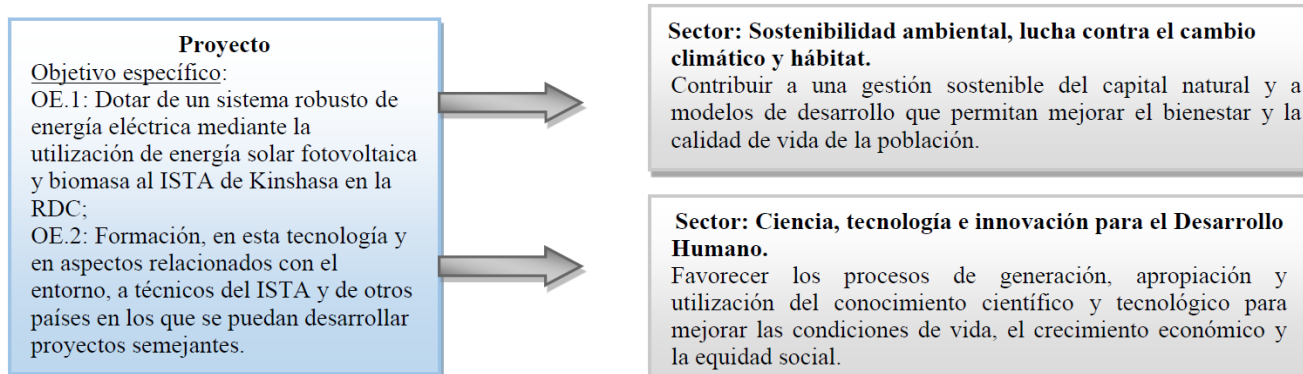 Proyecto
Objetivo específico:
OE.1: Dotar de un sistema robusto de
energía eléctrica mediante la
utilización de energía solar fotovoltaica
y biomasa al ISTA de Kinshasa en la
RDC;
OE.2: Formación, en esta tecnología y
en aspectos relacionados con el
entorno, a técnicos del ISTA y de otros
países en los que se puedan desarrollar
proyectos semejantes.
Sector: Sostenibilidad ambiental, lucha contra el cambio
climático y hábitat.
Contribuir a una gestión sostenible del capital natural y a
modelos de desarrollo que permitan mejorar el bienestar y la
calidad de vida de la población.
Sector: Ciencia, tecnología e innovación para el Desarrollo
Humano.
Favorecer los procesos de generación, apropiación y
utilización del conocimiento científico y tecnológico para
mejorar las condiciones de vida, el crecimiento económico y
la equidad social.